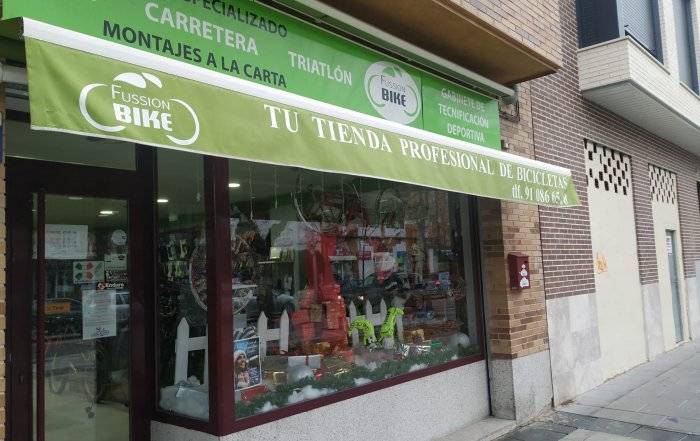 ESPECIALIZADO
CARRETERA
MONTAJES A LA CARTA
TRIATLÓN
FUSSION
BIKE
GABINETE DE
TECNIFICACIÓN
DEPORTIVA
FUSSION
BIKE
TU TIENDA PROFESIONAL DE BICICLETAS
tlf. 91 086 65